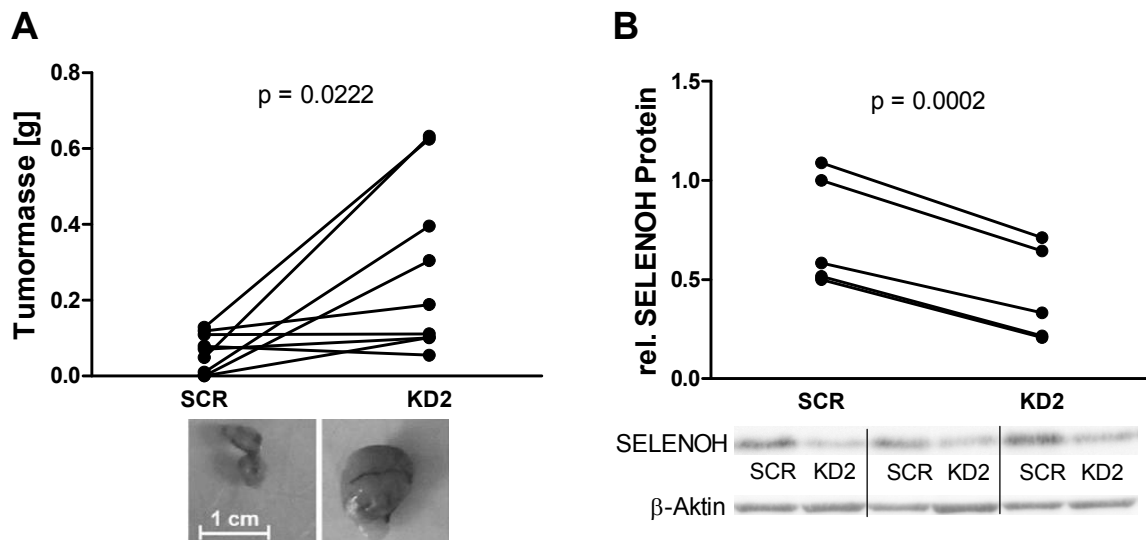 A
Tumormasse [g]
0.8
0.6
0.4
0.2
0.0
p = 0.0222
SCR KD2
1 cm
B
rel. SELENOH Protein
1.5
1.0
0.5
0.0
p = 0.0002
SCR KD2
SELENOH
SCR KD2 SCR KD2 SCR KD2
β-Aktin